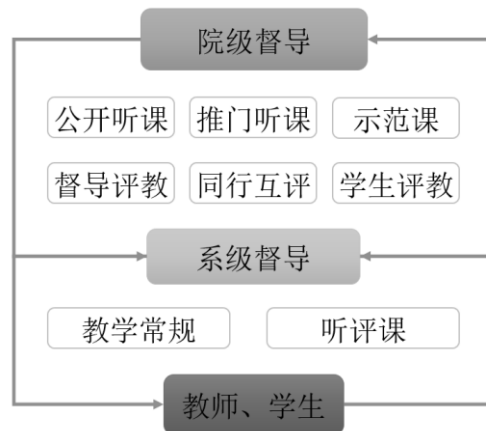 院级督导
公开听课 推门听课 示范课
督导评教 同行互评 学生评教
系级督导
教学常规 听评课
教师、学生